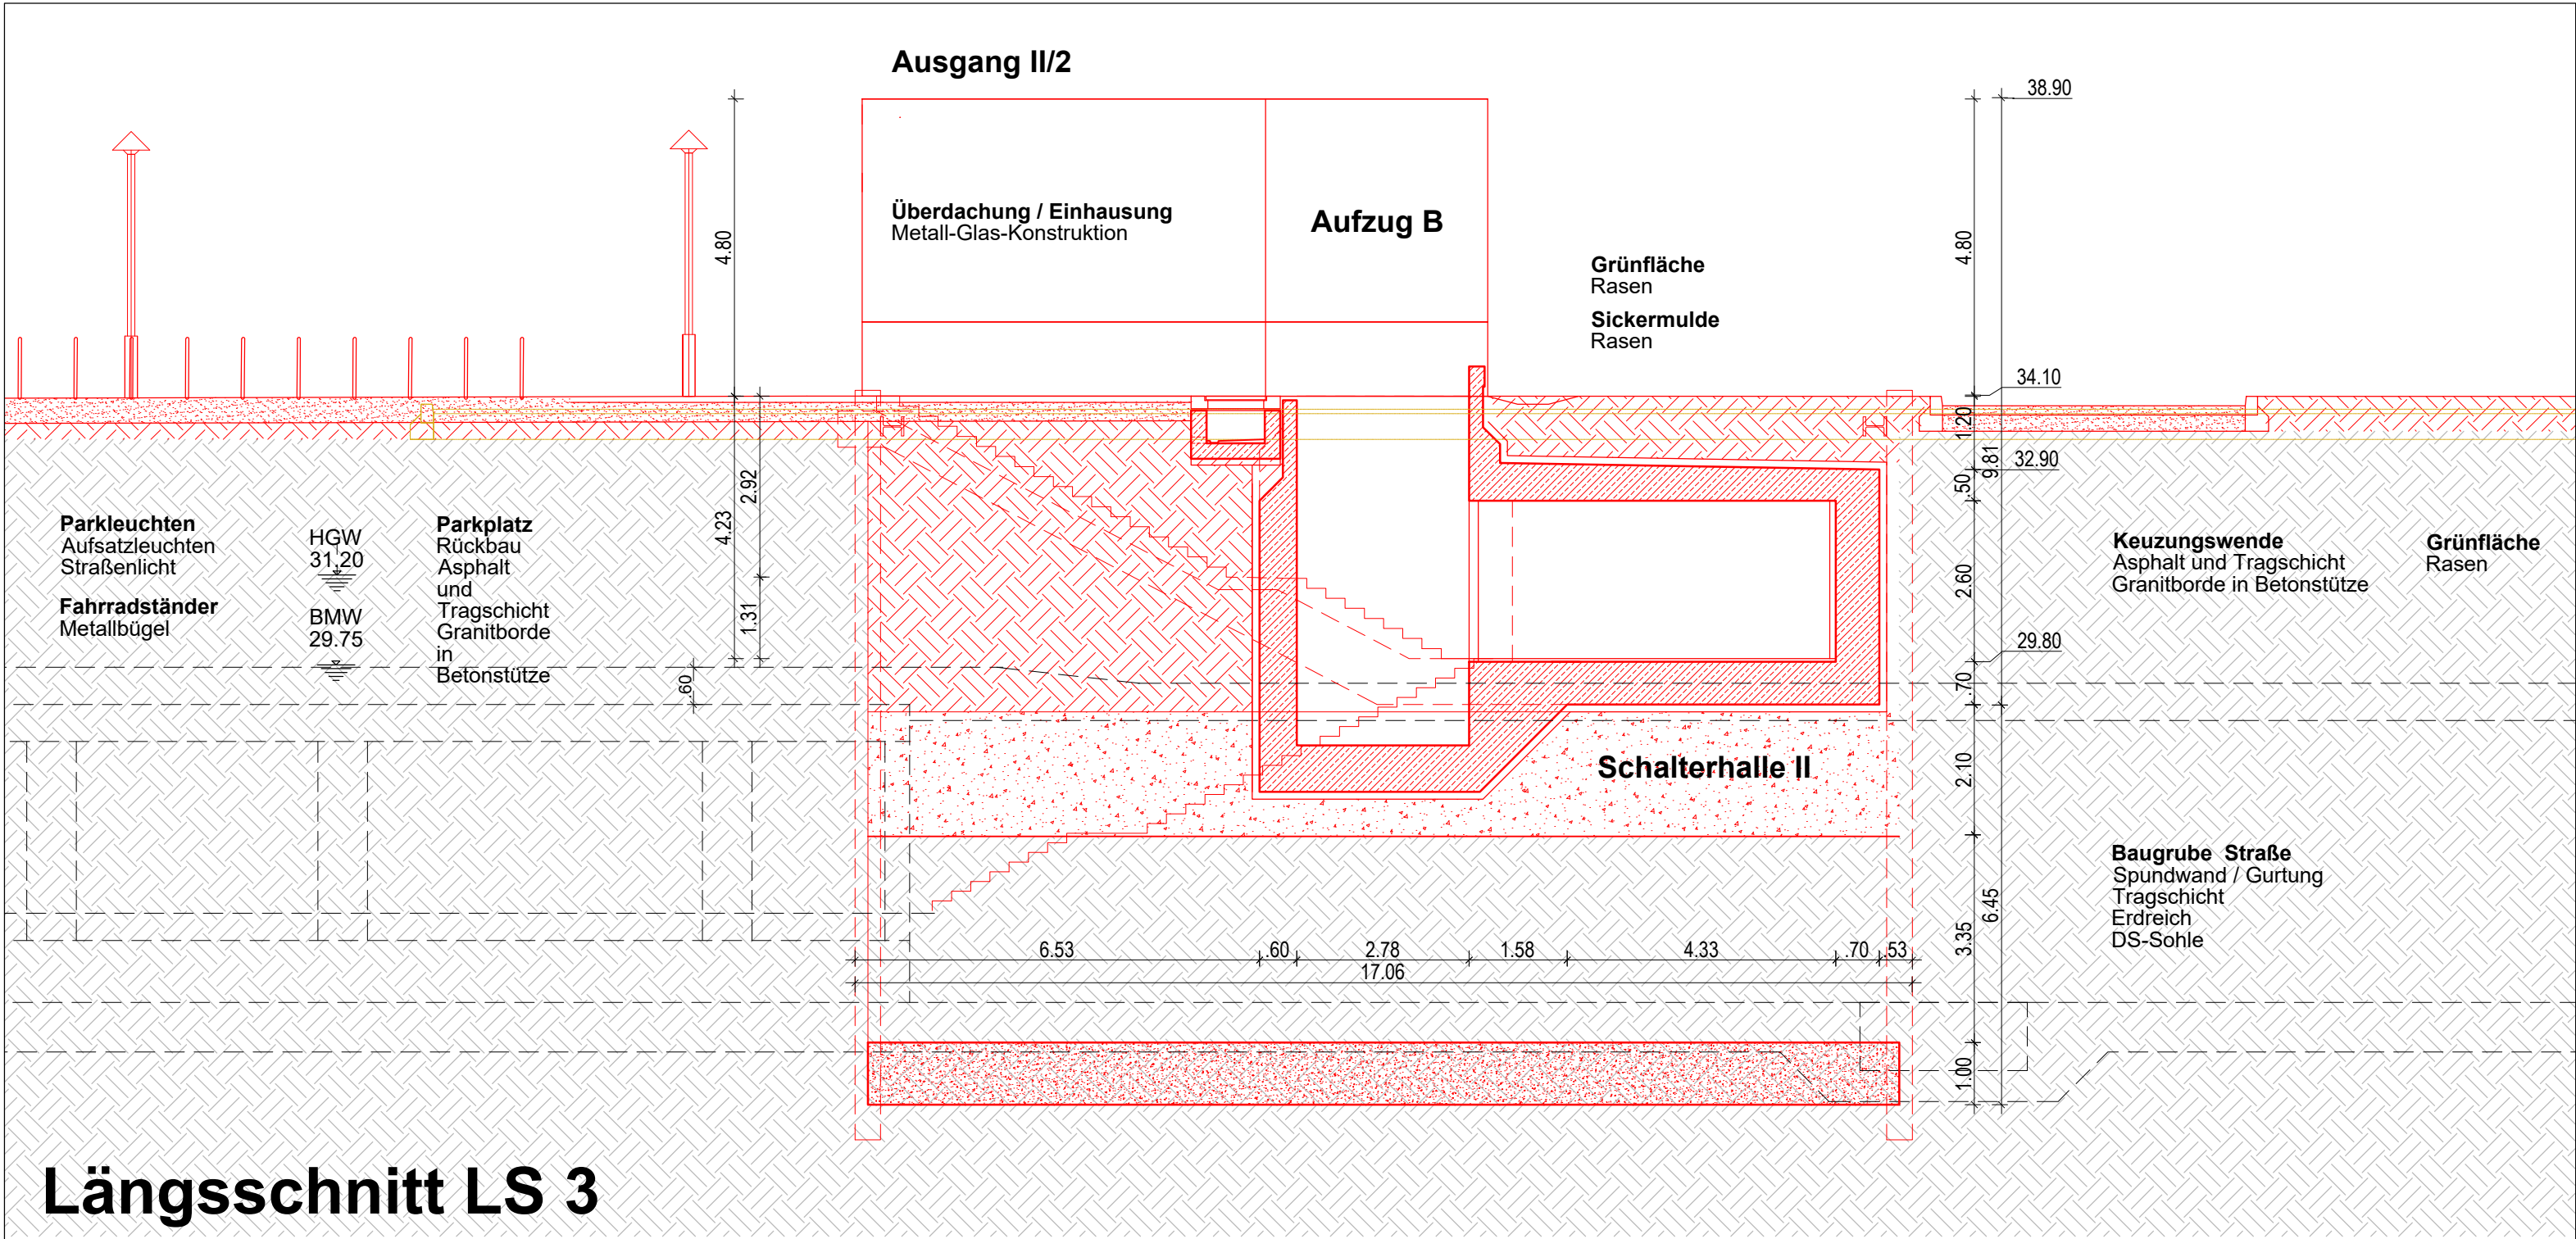 Ausgang II/2
38.90
Überdachung / Einhausung
Metall-Glas-Konstruktion
Aufzug B
4.80
4.80
Grünfläche
Rasen
Sickermulde
Rasen
34.10
1.20
9.81
32.90
.50
2.92
4.23
1.31
.60
2.60
29.80
.70
2.10
Parkleuchten
Aufsatzleuchten
Straßenlicht
Fahrradständer
Metallbügel
HGW
31.20
BMW
29.75
Parkplatz
Rückbau
Asphalt
und
Tragschicht
Granitborde
in
Betonstütze
Keuzungswende
Asphalt und Tragschicht
Granitborde in Betonstütze
Grünfläche
Rasen
Schalterhalle II
Baugrube Straße
Spundwand / Gurtung
Tragschicht
Erdreich
DS-Sohle
6.53
.60
2.78
1.58
4.33
.70
.53
17.06
3.35
6.45
1.00
Längsschnitt LS 3